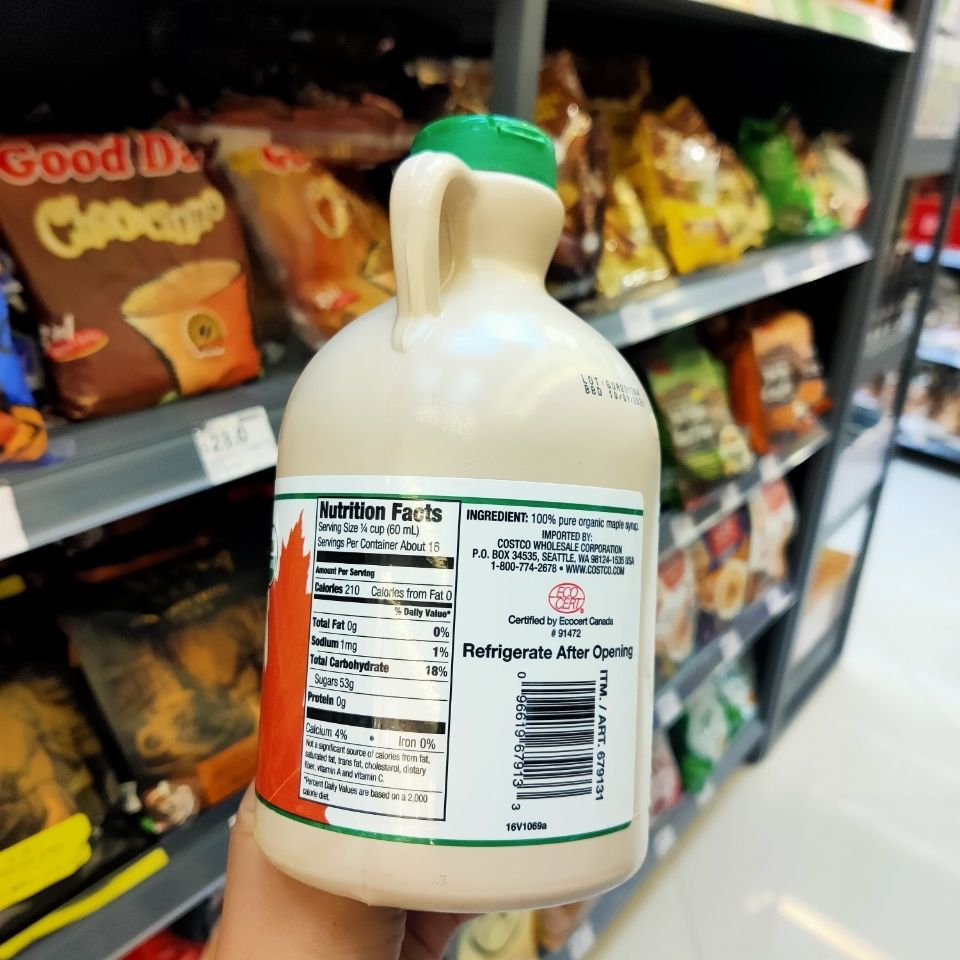 Good Da
Chococinno
23.0
LOT
BBD 10/0
Nutrition Facts
Serving Size ¼ cup (60 mL)
Servings Per Container About 16
Amount Per Serving
Calories 210 Calories from Fat 0
% Daily Value*
Total Fat 0g 0%
Sodium 1mg 1%
Total Carbohydrate 18%
Sugars 53g
Protein 0g
Calcium 4% • Iron 0%
Not a significant source of calories from fat,
saturated fat, trans fat, cholesterol, dietary
fiber, vitamin A and vitamin C.
*Percent Daily Values are based on a 2,000
calorie diet.
INGREDIENT: 100% pure organic maple syrup.
IMPORTED BY:
COSTCO WHOLESALE CORPORATION
P.O. BOX 34535, SEATTLE, WA 98124-1535 USA
1-800-774-2678 • WWW.COSTCO.COM
ECO
CERT
Certified by Ecocert Canada
# 91472
Refrigerate After Opening
0 96619 67913 3
ITM. / ART. 679131
16V1069a